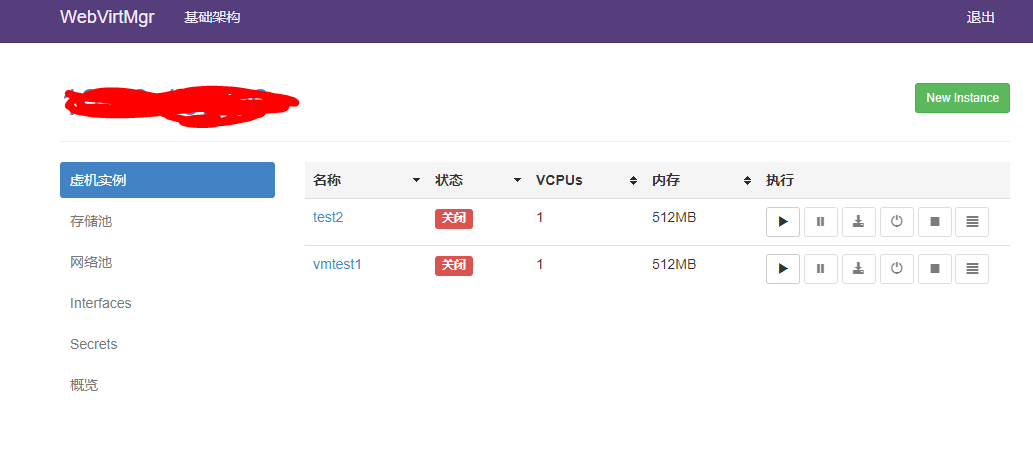 WebVirtMgr 基础架构 退出
New Instance
虚机实例
存储池
网络池
Interfaces
Secrets
概览
名称 状态 VCPUs 内存 执行
test2 关闭 1 512MB
vmtest1 关闭 1 512MB